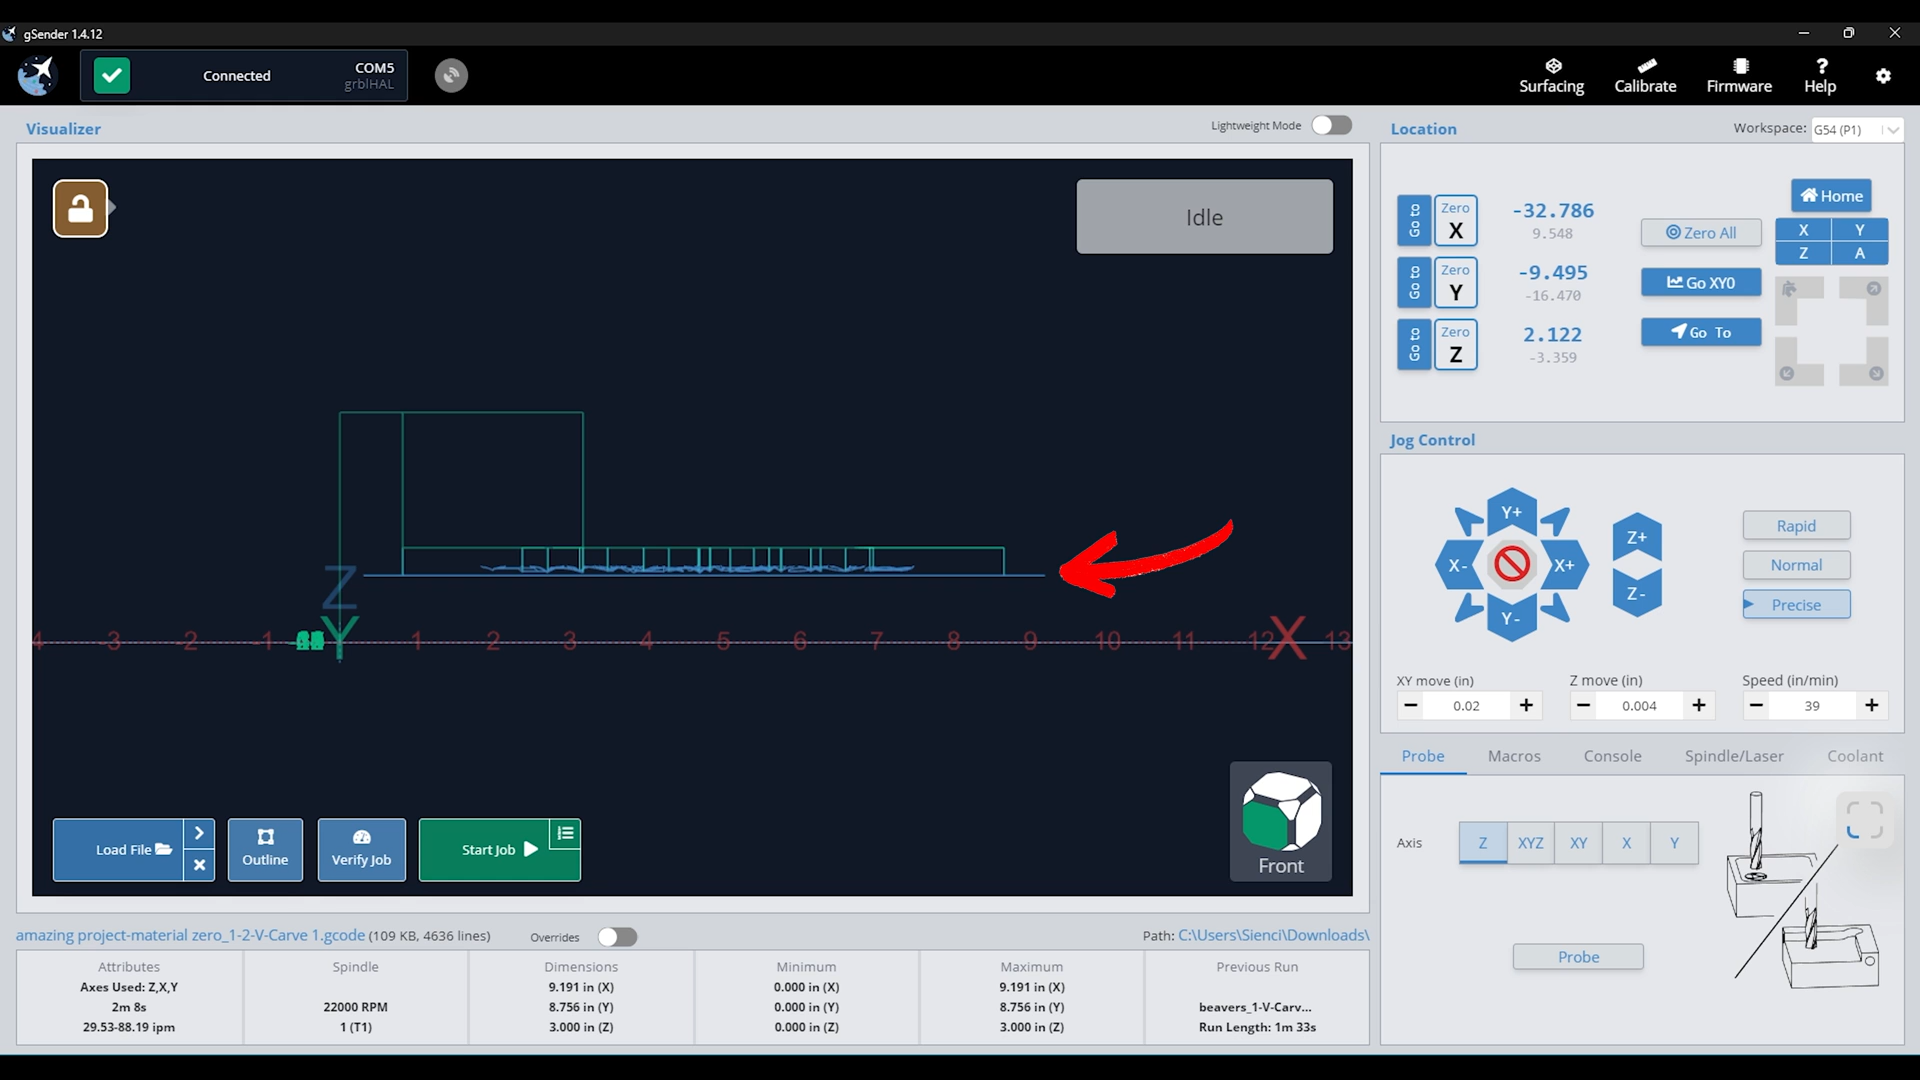 gSender 1.4.12
Connected
COM5
grblHAL
Surfacing
Calibrate
Firmware
Help
Visualizer
Lightweight Mode
Idle
Z
Y
4 -3 -2 -1 1 2 3 4 5 6 7 8 9 10 11 12 X 13
Load File
Outline
Verify Job
Start Job
Front
Location
Workspace: G54 (P1)
Go to
Zero
X
-32.786
9.548
Go to
Zero
Y
-9.495
-16.470
Go to
Zero
Z
2.122
-3.359
Zero All
Go XY0
Go To
Home
X Y
Z A
Jog Control
Y+
X-
X+
Y-
Z+
Z-
Rapid
Normal
Precise
XY move (in)
0.02
Z move (in)
0.004
Speed (in/min)
39
Probe Macros Console Spindle/Laser Coolant
Axis Z XYZ XY X Y
Probe
amazing project-material zero_1-2-V-Carve 1.gcode (109 KB, 4636 lines)
Overrides
Path: C:\Users\Sienci\Downloads\
Attributes
Axes Used: Z,X,Y
2m 8s
29.53-88.19 ipm
Spindle
22000 RPM
1 (T1)
Dimensions
9.191 in (X)
8.756 in (Y)
3.000 in (Z)
Minimum
0.000 in (X)
0.000 in (Y)
0.000 in (Z)
Maximum
9.191 in (X)
8.756 in (Y)
3.000 in (Z)
Previous Run
beavers_1-V-Carv...
Run Length: 1m 33s